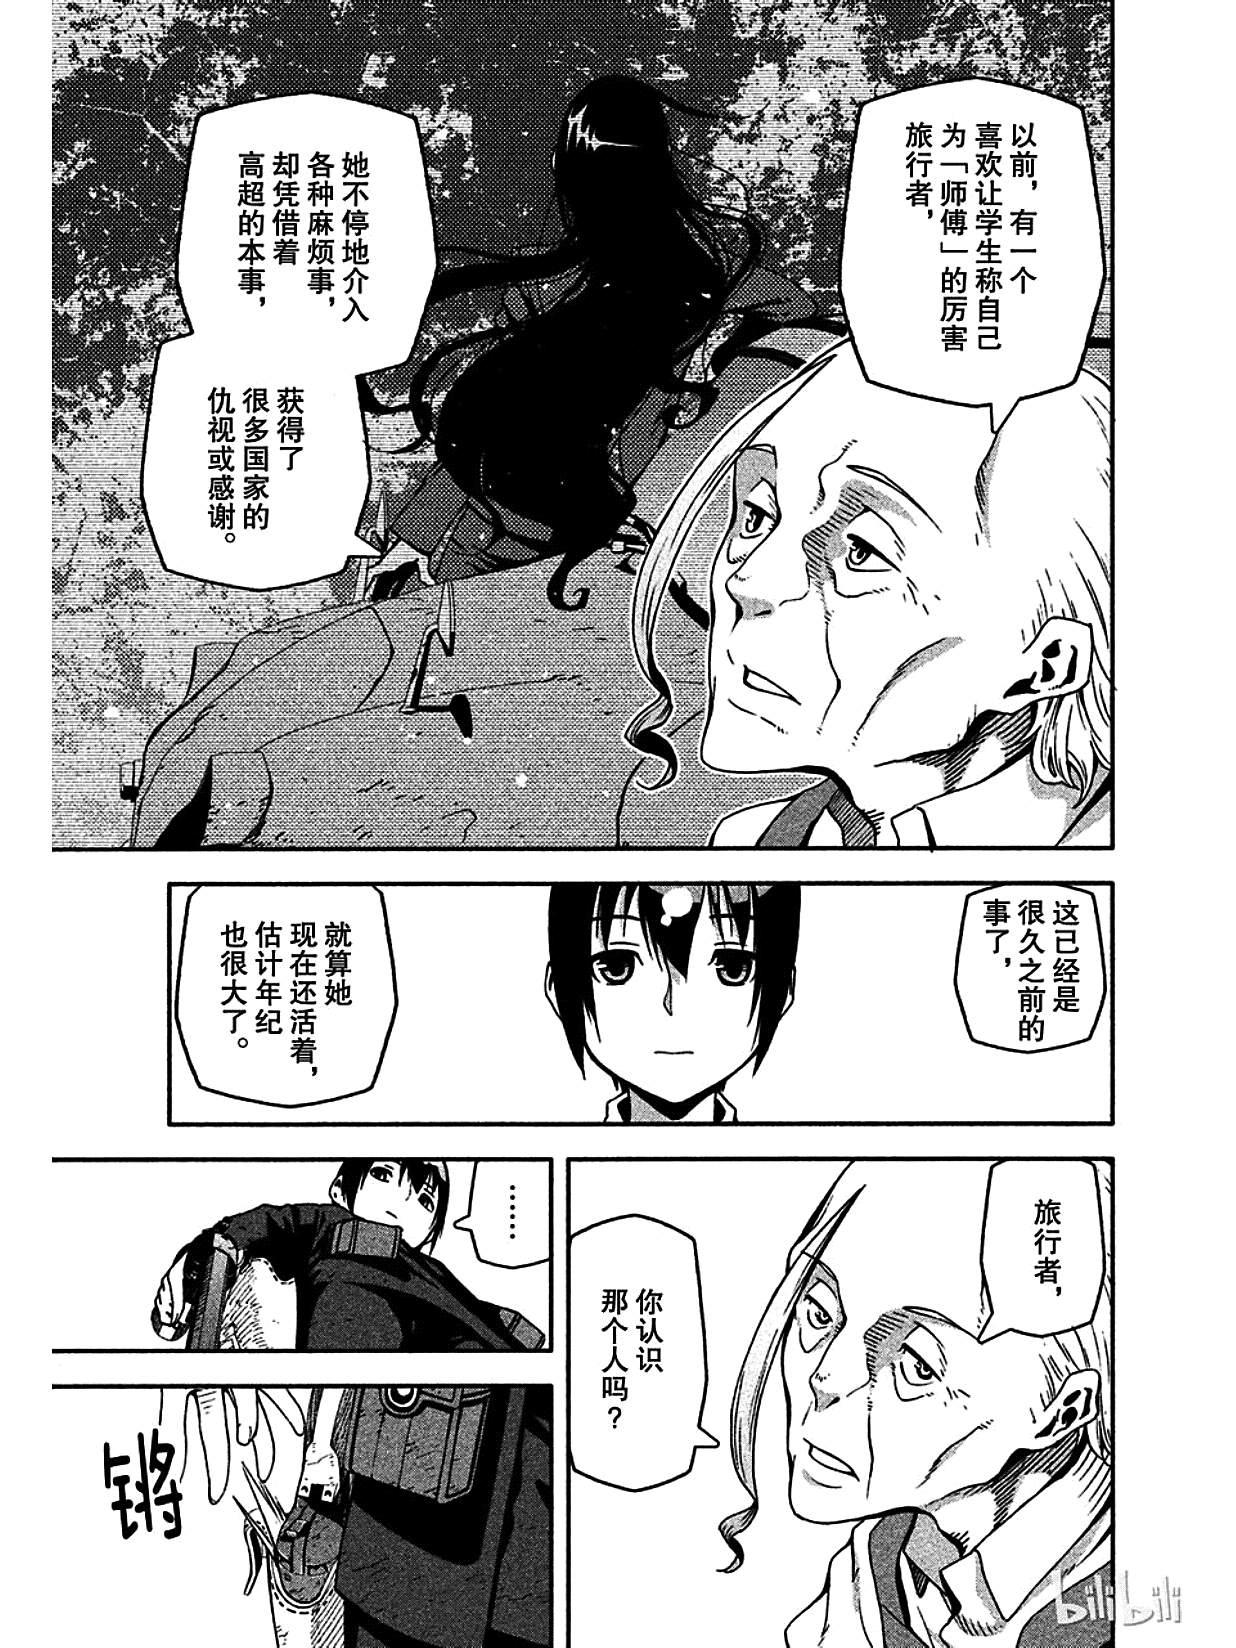 以前，有一个
喜欢让学生称自己
为「师傅」的厉害
旅行者，
她不停地介入
各种麻烦事，
却凭借着
高超的本事，
获得了
很多国家的
仇视或感谢。
这已经是
很久之前的
事了，
就算她
现在还活着，
估计年纪
也很大了。
旅行者，
你认识
那个人吗？
……
锵
bilibili